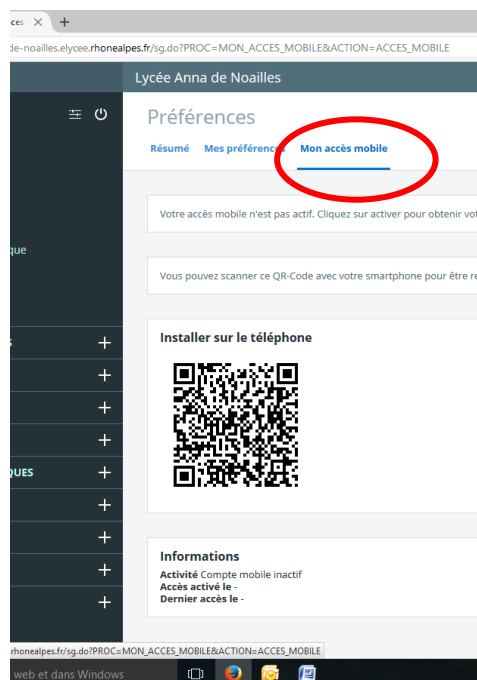 ces - × +
de-noailles.elycee.rhonealpes.fr/sg.do?PROC=MON_ACCES_MOBILE&ACTION=ACCES_MOBILE
Lycée Anna de Noailles
Préférences
Résumé Mes préférences Mon accès mobile
Votre accès mobile n'est pas actif. Cliquez sur activer pour obtenir vot
que
Vous pouvez scanner ce QR-Code avec votre smartphone pour être re
Installer sur le téléphone
QUES
Informations
Activité Compte mobile inactif
Accès activé le -
Dernier accès le -
rhonealpes.fr/sg.do?PROC=MON_ACCES_MOBILE&ACTION=ACCES_MOBILE
web et dans Windows